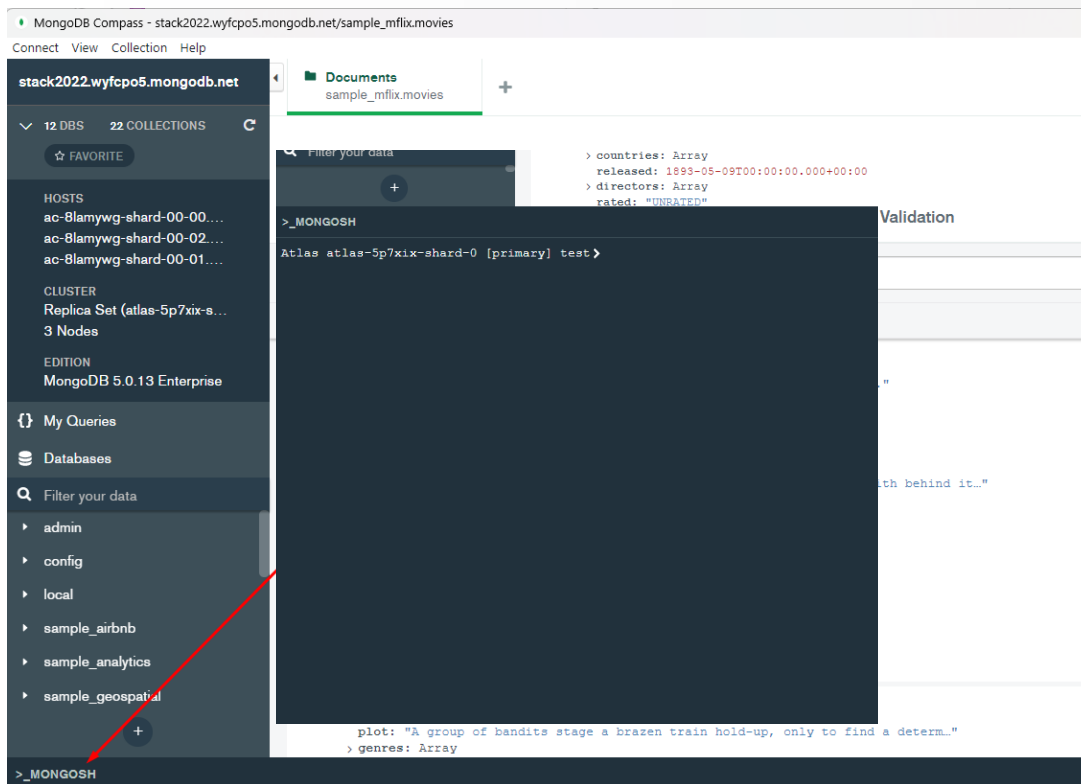 MongoDB Compass - stack2022.wyfcpo5.mongodb.net/sample_mflix.movies
Connect View Collection Help
stack2022.wyfcpo5.mongodb.net
12 DBS 22 COLLECTIONS
FAVORITE
HOSTS
ac-8lamywg-shard-00-00....
ac-8lamywg-shard-00-02....
ac-8lamywg-shard-00-01....
CLUSTER
Replica Set (atlas-5p7xix-s...
3 Nodes
EDITION
MongoDB 5.0.13 Enterprise
{} My Queries
Databases
Filter your data
admin
config
local
sample_airbnb
sample_analytics
sample_geospatial
+
>_MONGOSH
Documents
sample_mflix.movies
+
Filter your data
+
> countries: Array
released: 1893-05-09T00:00:00.000+00:00
> directors: Array
rated: "UNRATED"
Validation
>_MONGOSH
Atlas atlas-5p7xix-shard-0 [primary] test>
."
ith behind it…"
plot: "A group of bandits stage a brazen train hold-up, only to find a determ…"
> genres: Array